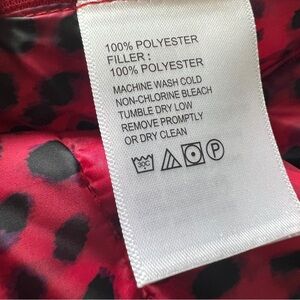 100% POLYESTER
FILLER :
100% POLYESTER
MACHINE WASH COLD
NON-CHLORINE BLEACH
TUMBLE DRY LOW
REMOVE PROMPTLY
OR DRY CLEAN
30C P